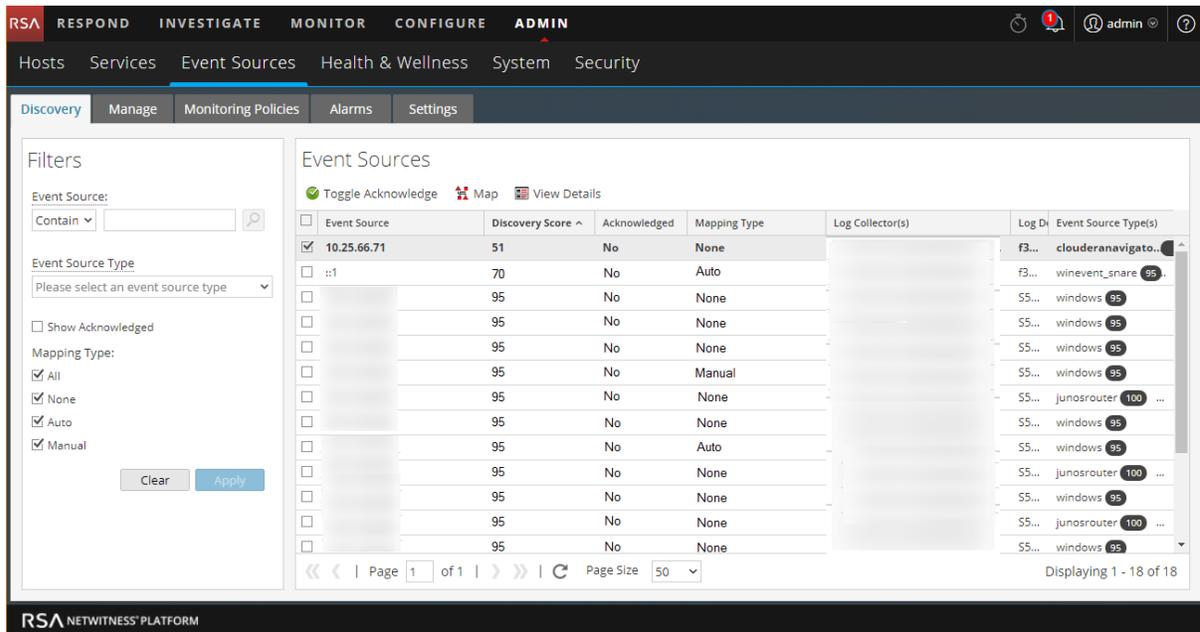 RSA RESPOND INVESTIGATE MONITOR CONFIGURE ADMIN 1 admin ?
Hosts Services Event Sources Health & Wellness System Security
Discovery Manage Monitoring Policies Alarms Settings
Filters
Event Source:
Contain
Event Source Type
Please select an event source type
Show Acknowledged
Mapping Type:
All
None
Auto
Manual
Clear Apply
Event Sources
Toggle Acknowledge Map View Details
Event Source Discovery Score Acknowledged Mapping Type Log Collector(s) Log De Event Source Type(s)
10.25.66.71 51 No None f3... clouderanavigato...
::1 70 No Auto f3... winevent_snare 95
95 No None S5... windows 95
95 No None S5... windows 95
95 No None S5... windows 95
95 No Manual S5... windows 95
95 No None S5... junosrouter 100 ...
95 No None S5... windows 95
95 No Auto S5... windows 95
95 No None S5... junosrouter 100 ...
95 No None S5... windows 95
95 No None S5... junosrouter 100 ...
95 No None S5... windows 95
Page 1 of 1 Page Size 50 Displaying 1 - 18 of 18
RSA NETWITNESS® PLATFORM